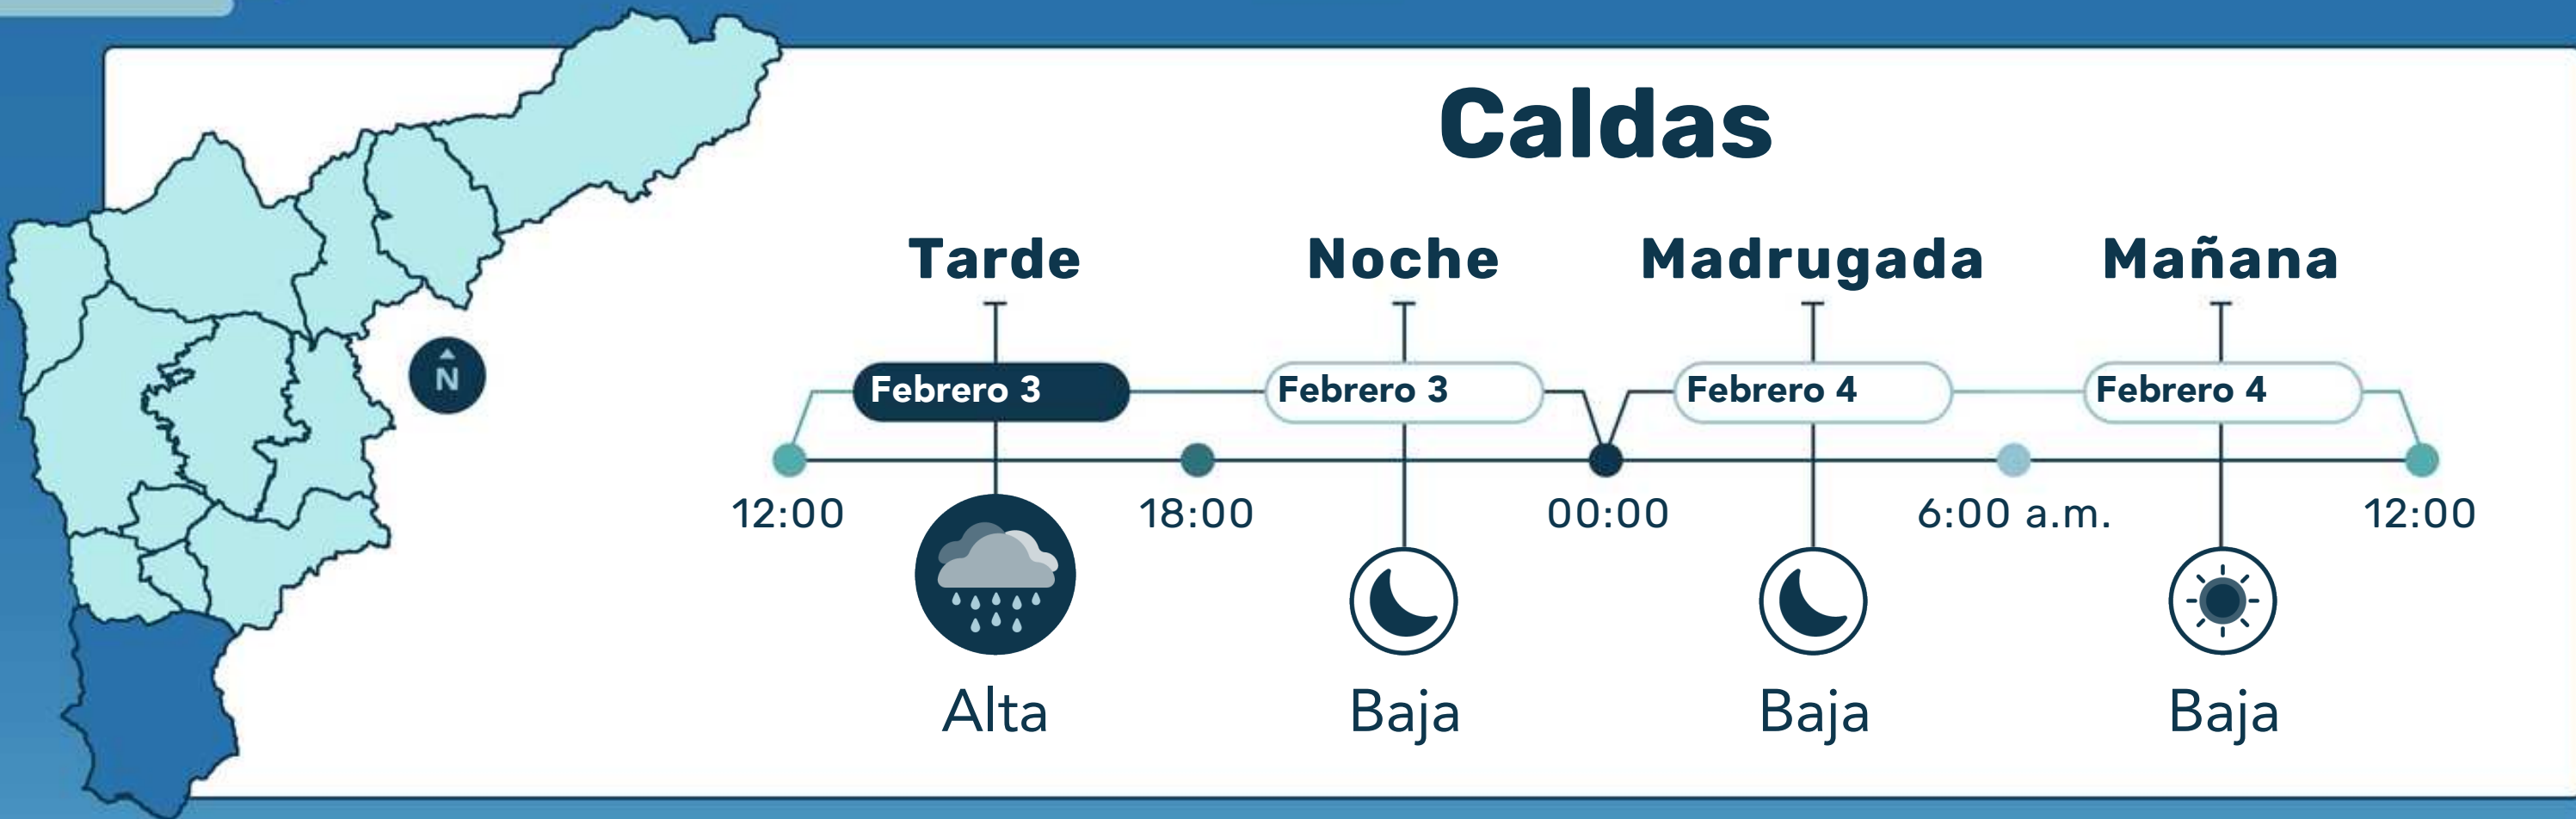 Caldas
Tarde Noche Madrugada Mañana
Febrero 3 Febrero 3 Febrero 4 Febrero 4
N
12:00 18:00 00:00 6:00 a.m. 12:00
Alta Baja Baja Baja